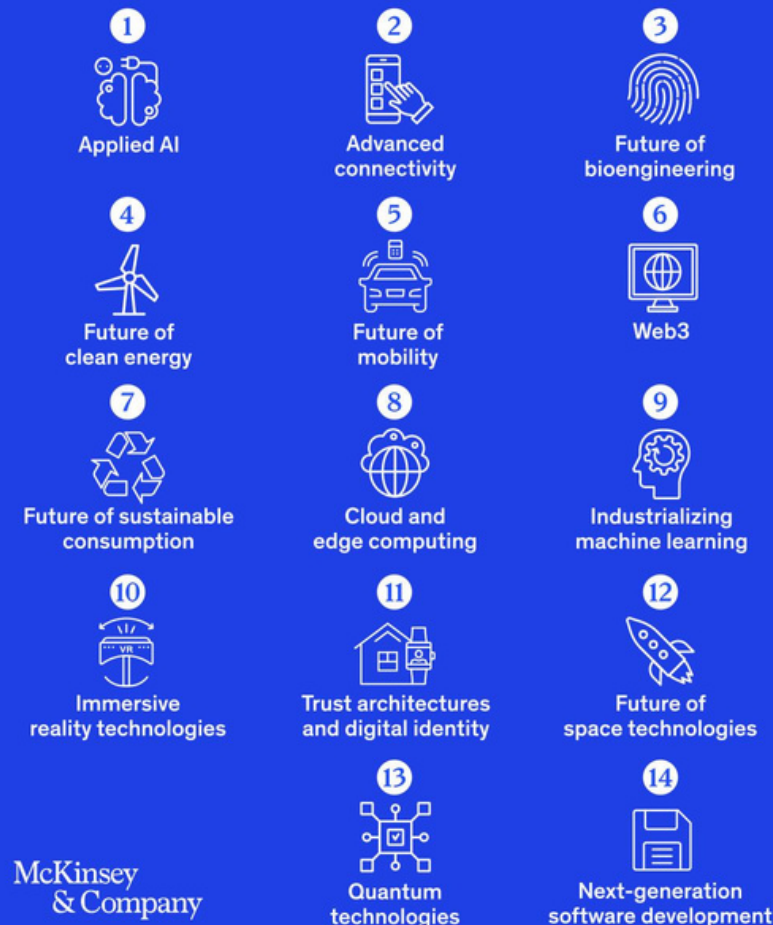 1
Applied AI
2
Advanced
connectivity
3
Future of
bioengineering
4
Future of
clean energy
5
Future of
mobility
6
Web3
7
Future of sustainable
consumption
8
Cloud and
edge computing
9
Industrializing
machine learning
10
VR
Immersive
reality technologies
11
Trust architectures
and digital identity
12
Future of
space technologies
13
Quantum
technologies
14
Next-generation
software development
McKinsey
& Company